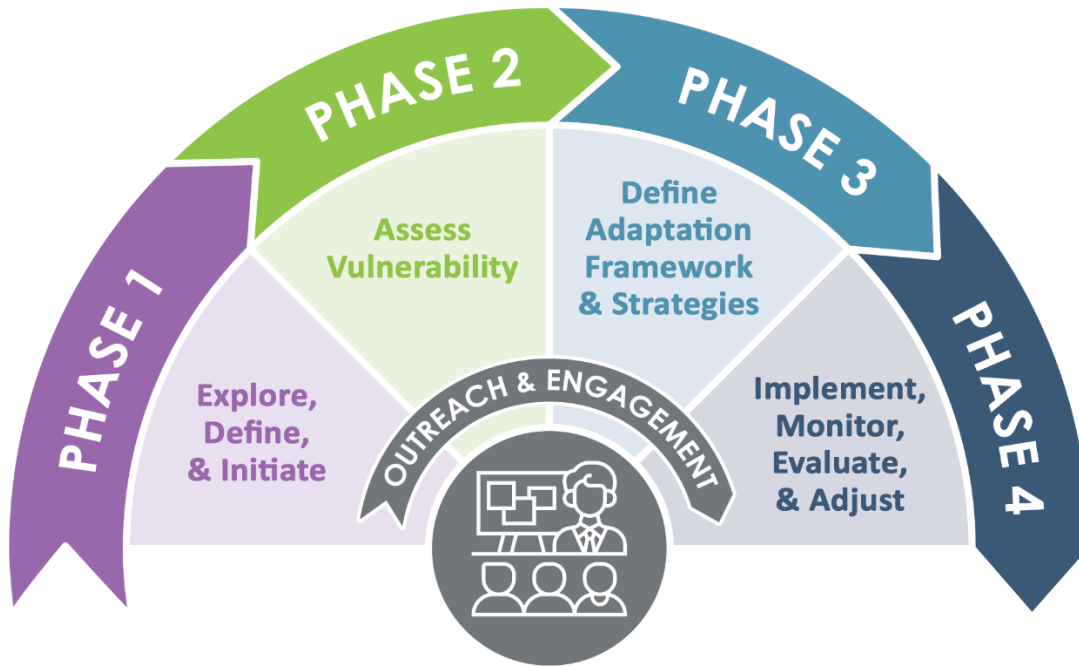 PHASE 1
Explore,
Define,
& Initiate
PHASE 2
Assess
Vulnerability
PHASE 3
Define
Adaptation
Framework
& Strategies
PHASE 4
Implement,
Monitor,
Evaluate,
& Adjust
OUTREACH & ENGAGEMENT